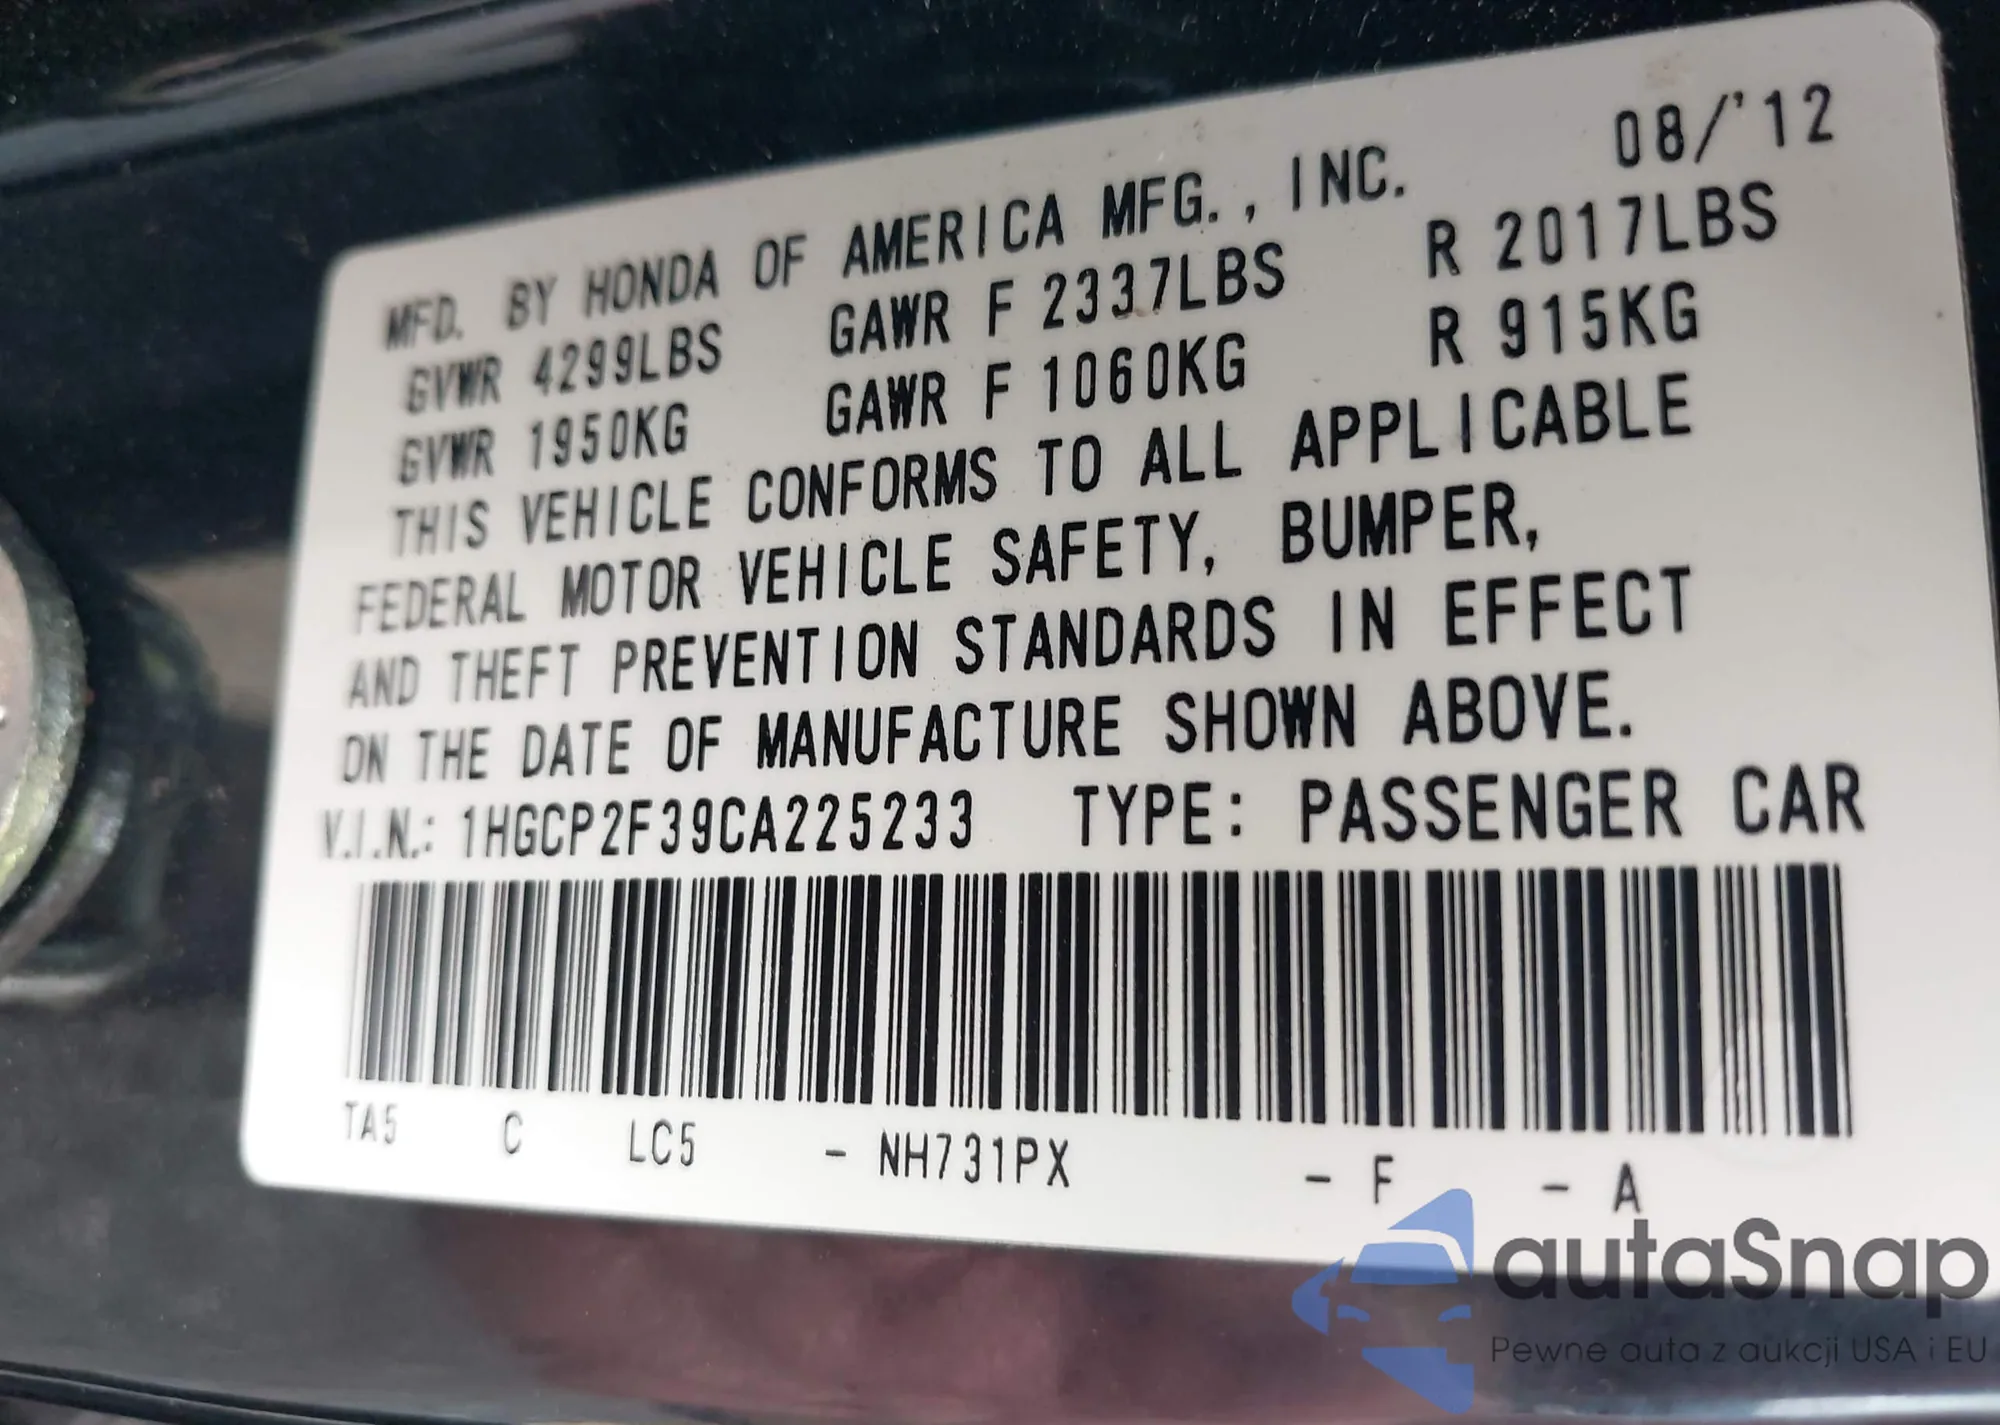 08/'12
MFD. BY HONDA OF AMERICA MFG., INC.
GVWR 4299LBS GAWR F 2337LBS R 2017LBS
GVWR 1950KG GAWR F 1060KG R 915KG
THIS VEHICLE CONFORMS TO ALL APPLICABLE
FEDERAL MOTOR VEHICLE SAFETY, BUMPER,
AND THEFT PREVENTION STANDARDS IN EFFECT
ON THE DATE OF MANUFACTURE SHOWN ABOVE.
V.I.N.: 1HGCP2F39CA225233 TYPE: PASSENGER CAR
TA5 C LC5 - NH731PX - F - A
autaSnap
Pewne auta z aukcji USA i EU